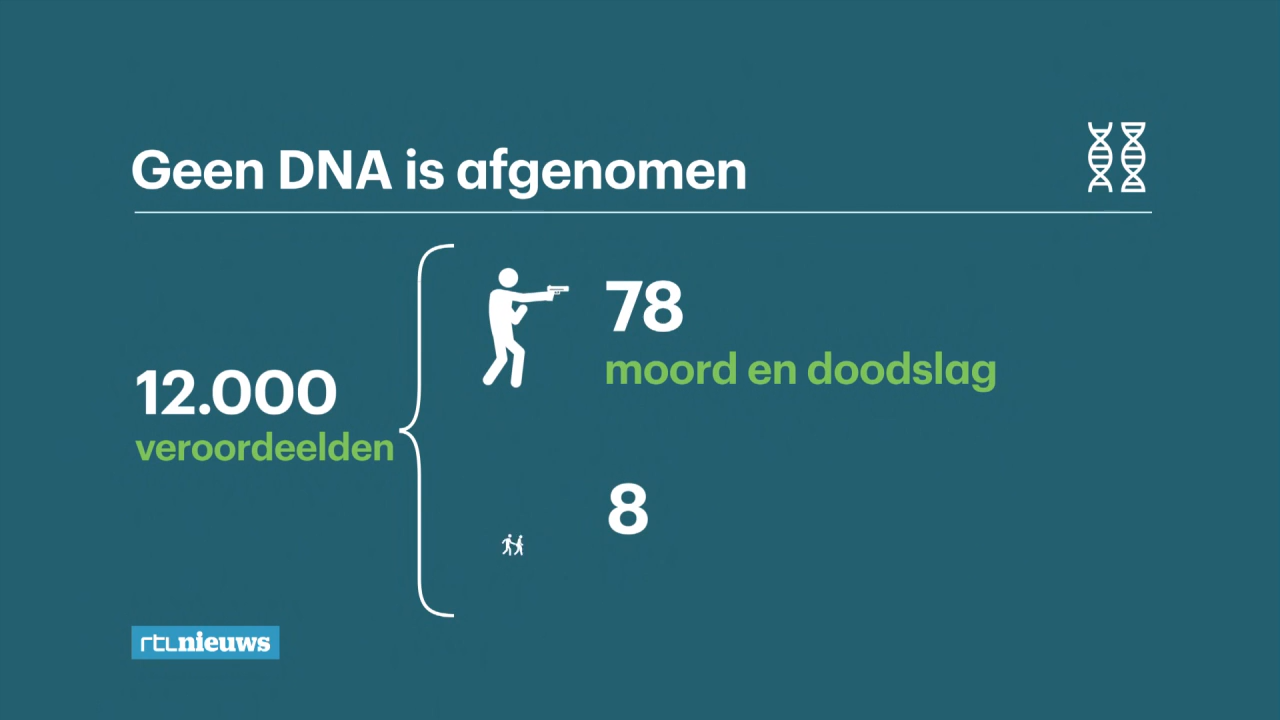 Geen DNA is afgenomen
78
moord en doodslag
12.000
veroordeelden
8
rtlnieuws